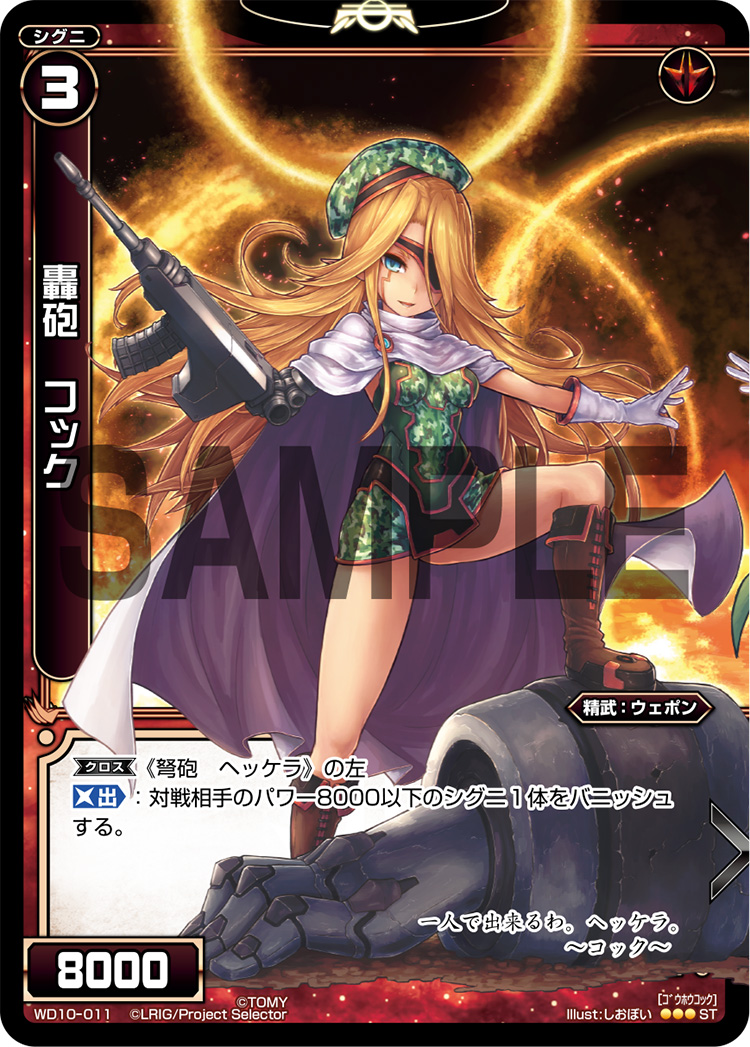 シグニ
3
轟砲 コック
SAMPLE
精武：ウェポン
クロス《弩砲 ヘッケラ》の左
出：対戦相手のパワー8000以下のシグニ1体をバニッシュ
する。
一人で出来るわ。ヘッケラ。
～コック～
8000
[ｺﾞｳﾎｳｺｯｸ]
©TOMY
WD10-011 ©LRIG/Project Selector
Illust:しおぼい ST